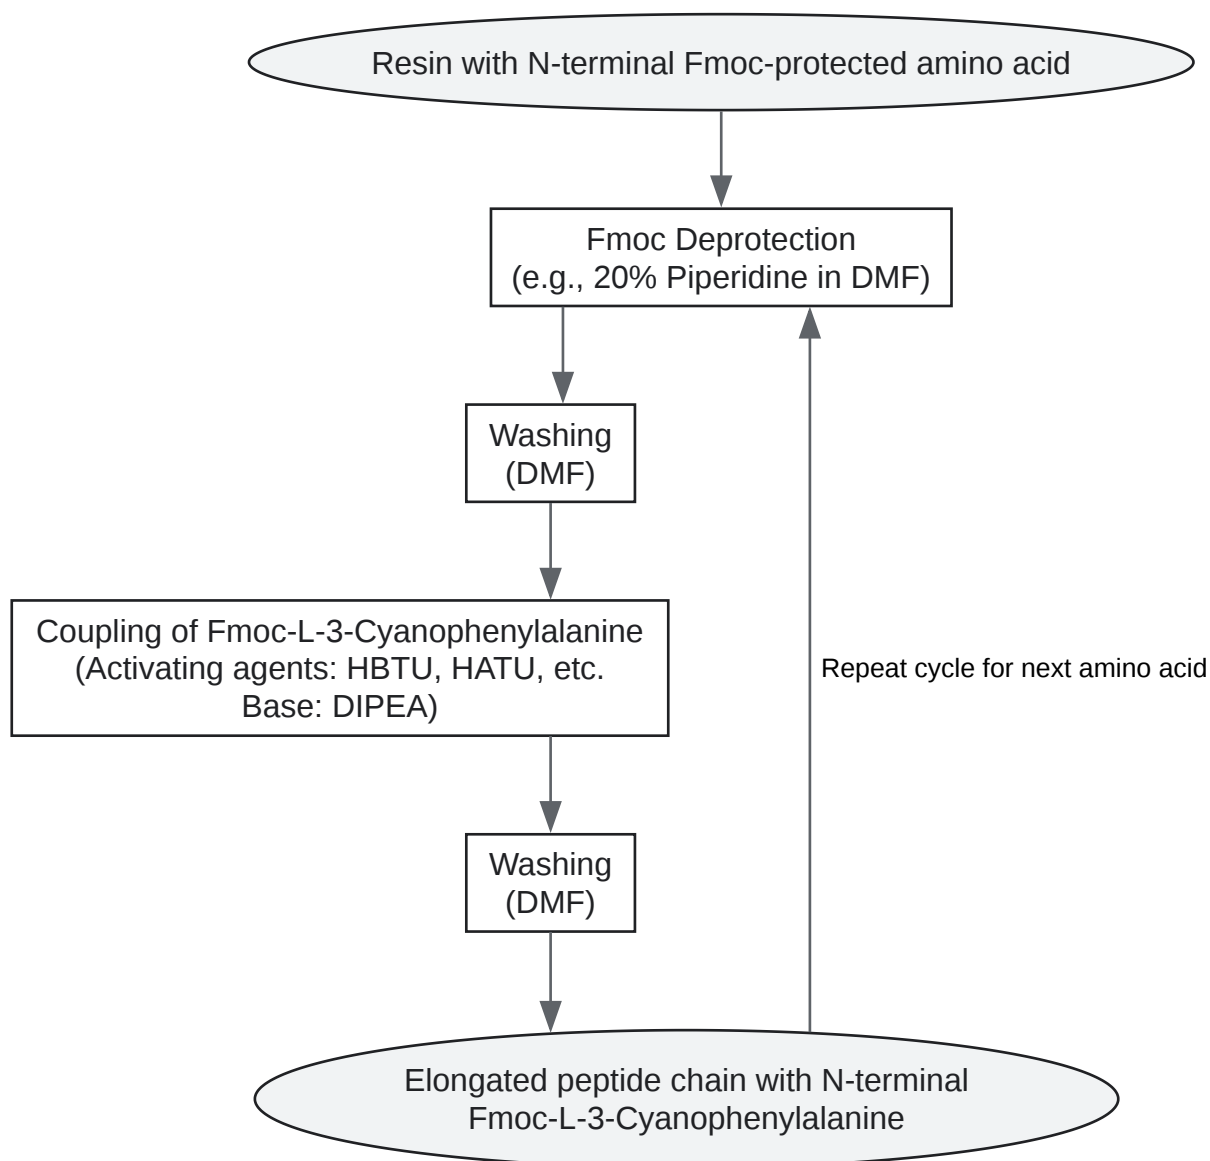 Resin with N-terminal Fmoc-protected amino acid
Fmoc Deprotection
(e.g., 20% Piperidine in DMF)
Washing
(DMF)
Coupling of Fmoc-L-3-Cyanophenylalanine
(Activating agents: HBTU, HATU, etc.
Base: DIPEA)
Repeat cycle for next amino acid
Washing
(DMF)
Elongated peptide chain with N-terminal
Fmoc-L-3-Cyanophenylalanine